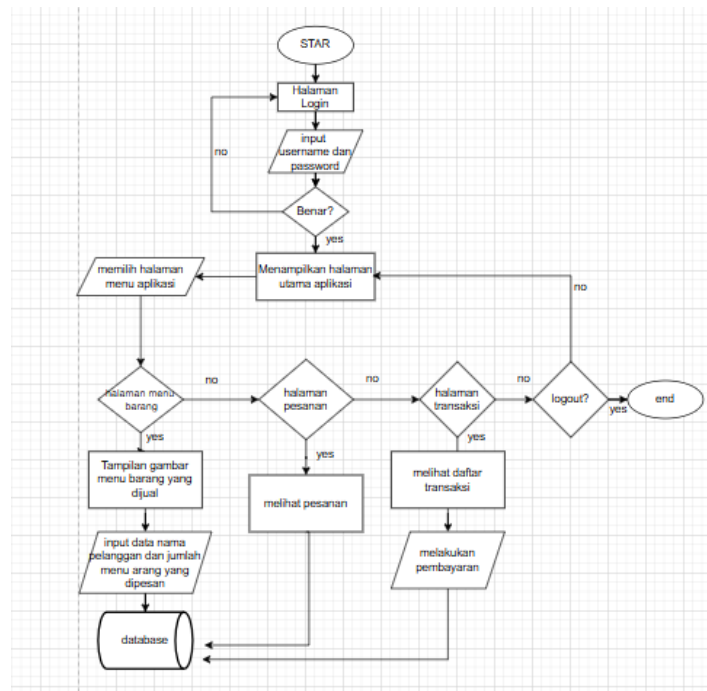 STAR
Halaman
Login
input
username dan
password
no
Benar?
yes
memilih halaman
menu aplikasi
Menampilkan halaman
utama aplikasi
no
halaman menu
barang
no
halaman
pesanan
no
halaman
transaksi
no
logout?
yes
end
yes
yes
yes
Tampilan gambar
menu barang yang
dijual
melihat pesanan
melihat daftar
transaksi
input data nama
pelanggan dan jumlah
menu arang yang
dipesan
melakukan
pembayaran
database